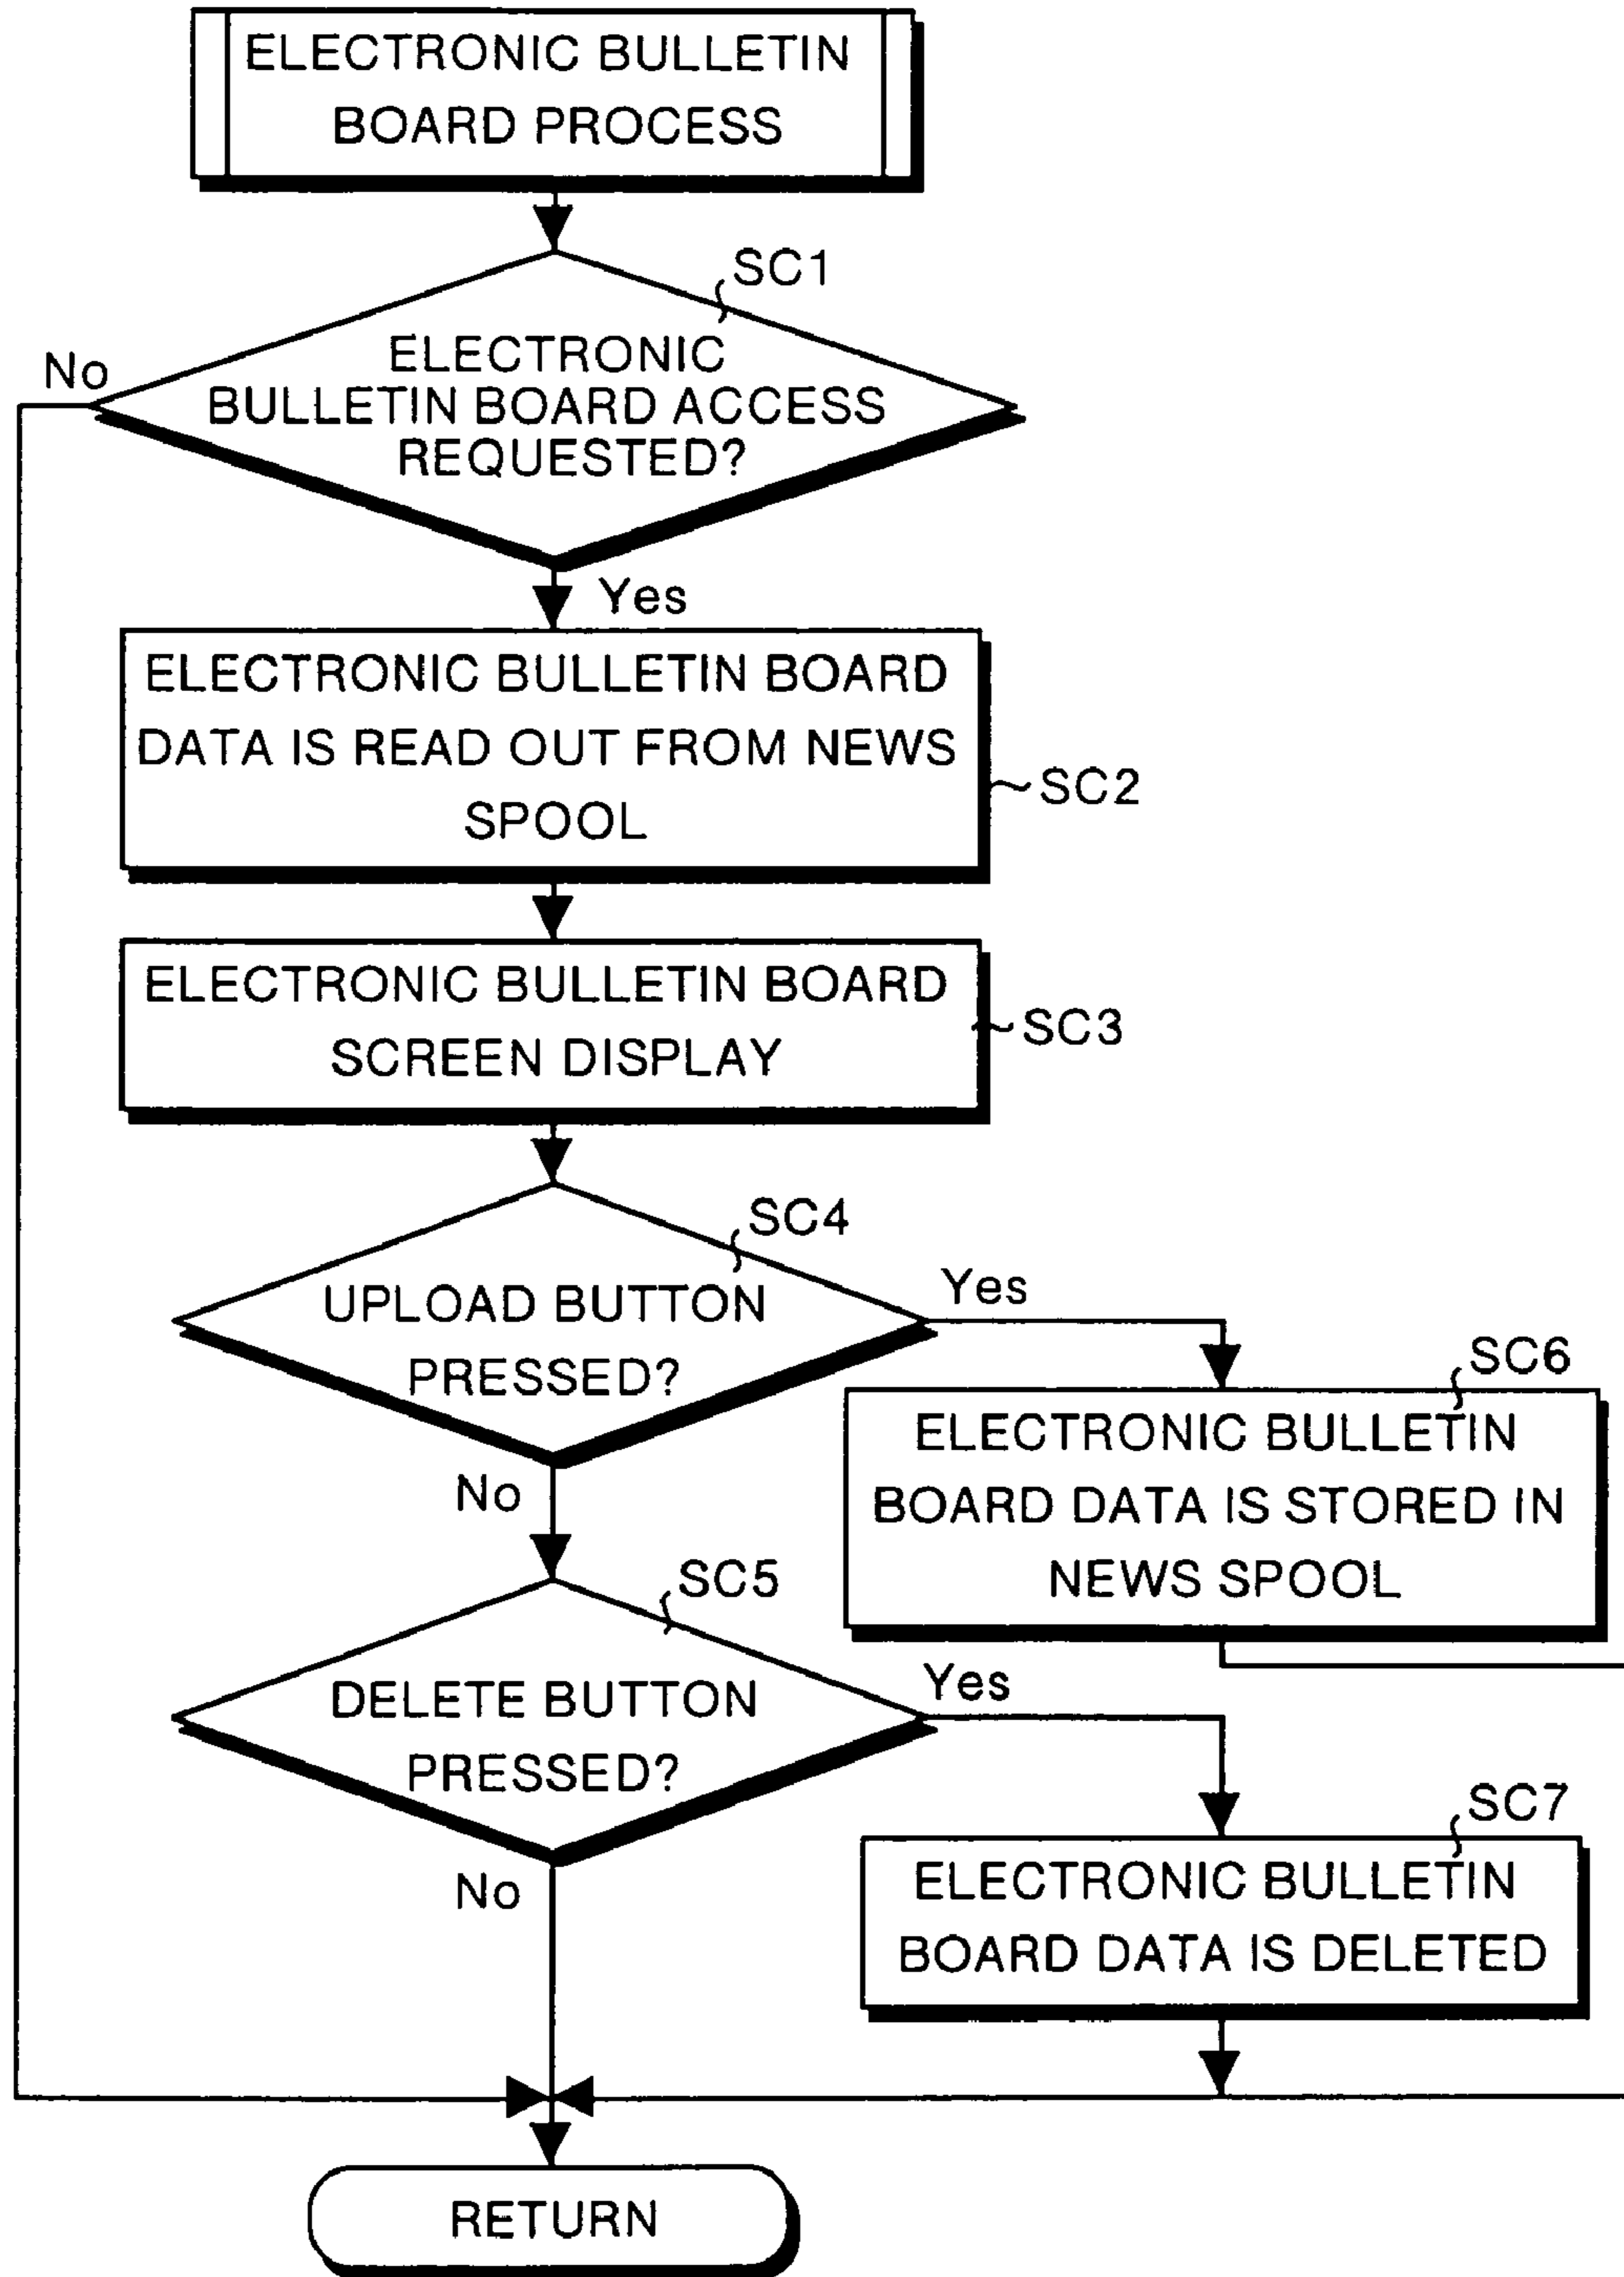 ELECTRONIC BULLETIN
BOARD PROCESS
SC1
No
ELECTRONIC
BULLETIN BOARD ACCESS
REQUESTED?
Yes
ELECTRONIC BULLETIN BOARD
DATA IS READ OUT FROM NEWS
SPOOL
SC2
ELECTRONIC BULLETIN BOARD
SCREEN DISPLAY
SC3
SC4
UPLOAD BUTTON
PRESSED?
Yes
No
SC6
ELECTRONIC BULLETIN
BOARD DATA IS STORED IN
NEWS SPOOL
SC5
DELETE BUTTON
PRESSED?
Yes
No
SC7
ELECTRONIC BULLETIN
BOARD DATA IS DELETED
RETURN